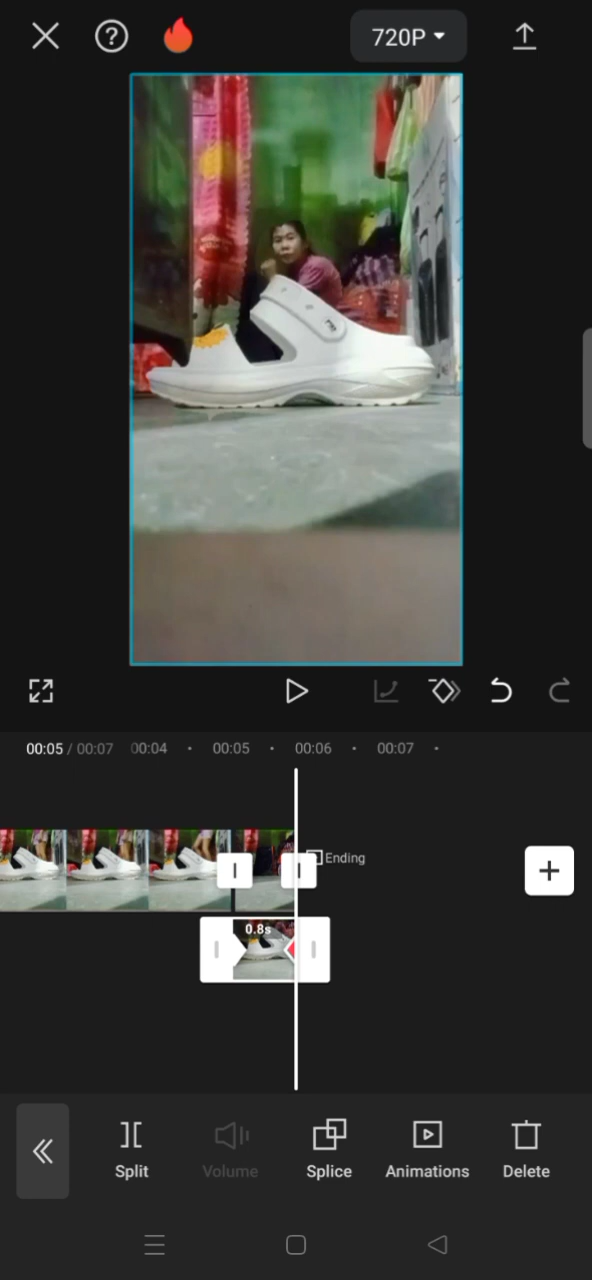 720P
00:05 / 00:07 00:04 00:05 00:06 00:07
Ending
0.8s
Split Volume Splice Animations Delete